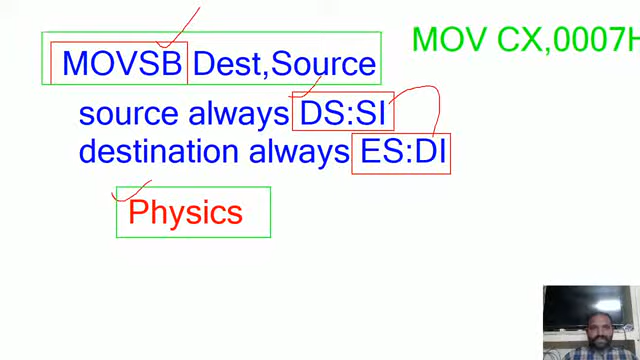 MOVSB Dest,Source
MOV CX,0007H
source always DS:SI
destination always ES:DI
Physics